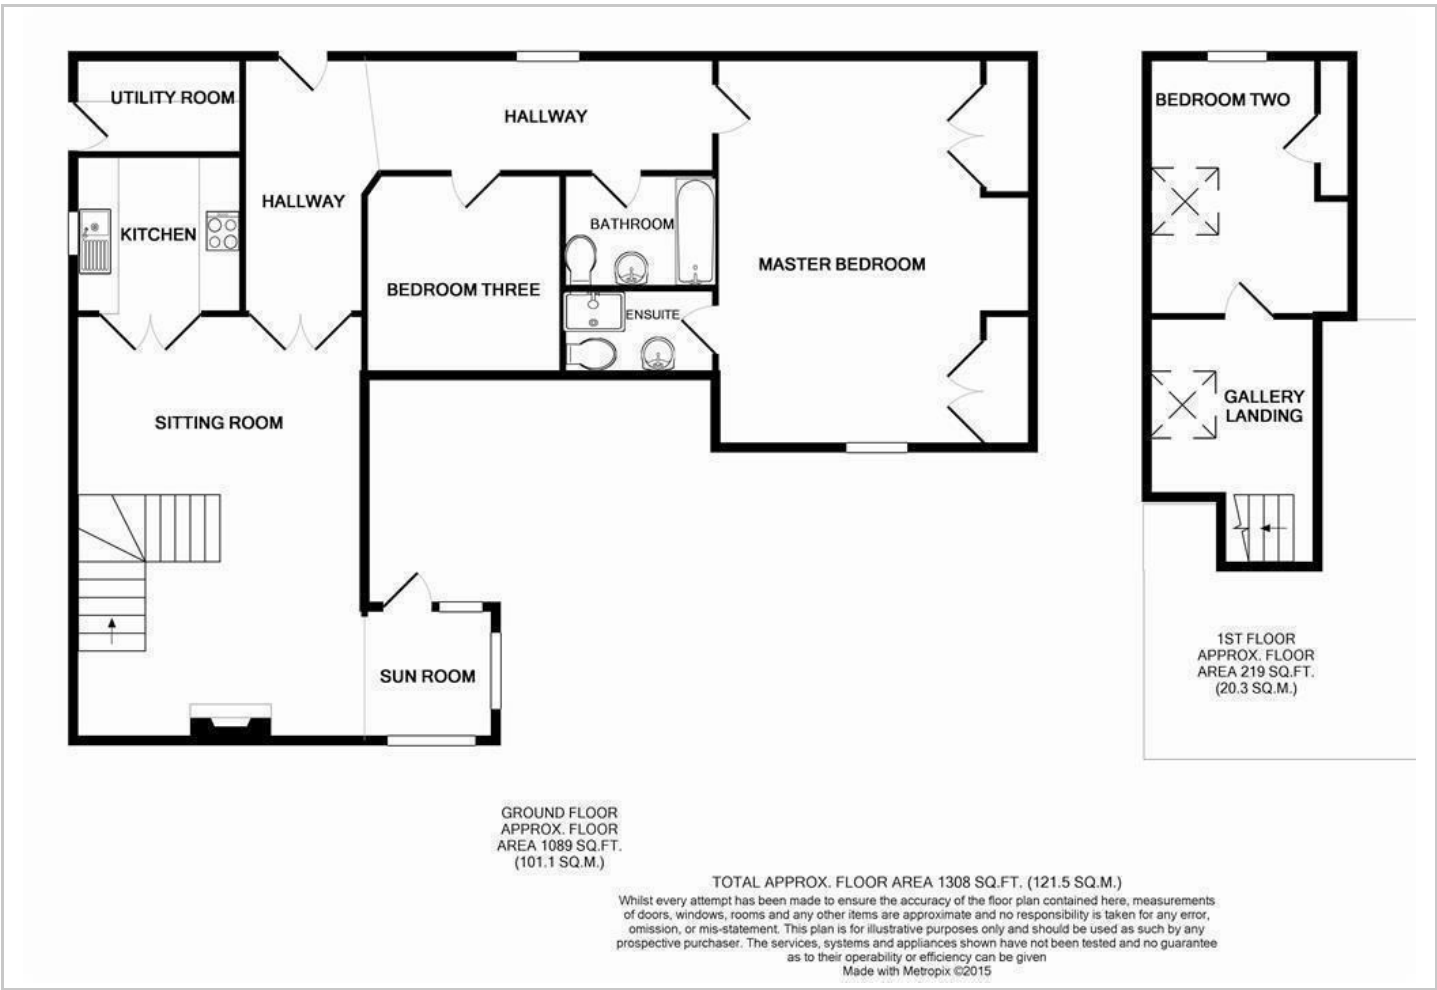 UTILITY ROOM
HALLWAY
BEDROOM TWO
KITCHEN
HALLWAY
BATHROOM
MASTER BEDROOM
BEDROOM THREE
ENSUITE
SITTING ROOM
GALLERY
LANDING
SUN ROOM
1ST FLOOR
APPROX. FLOOR
AREA 219 SQ.FT.
(20.3 SQ.M.)
GROUND FLOOR
APPROX. FLOOR
AREA 1089 SQ.FT.
(101.1 SQ.M.)
TOTAL APPROX. FLOOR AREA 1308 SQ.FT. (121.5 SQ.M.)
Whilst every attempt has been made to ensure the accuracy of the floor plan contained here, measurements
of doors, windows, rooms and any other items are approximate and no responsibility is taken for any error,
omission, or mis-statement. This plan is for illustrative purposes only and should be used as such by any
prospective purchaser. The services, systems and appliances shown have not been tested and no guarantee
as to their operability or efficiency can be given
Made with Metropix ©2015